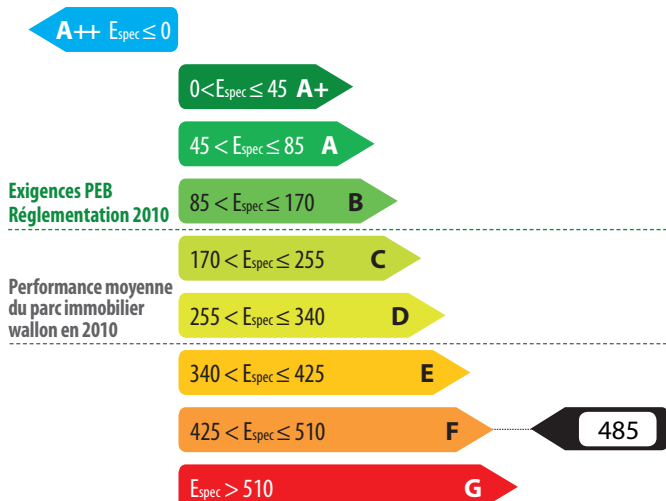 A++ Espec ≤ 0
0 < Espec ≤ 45 A+
45 < Espec ≤ 85 A
Exigences PEB
Réglementation 2010
85 < Espec ≤ 170 B
170 < Espec ≤ 255 C
Performance moyenne
du parc immobilier
wallon en 2010
255 < Espec ≤ 340 D
340 < Espec ≤ 425 E
425 < Espec ≤ 510 F 485
Espec > 510 G